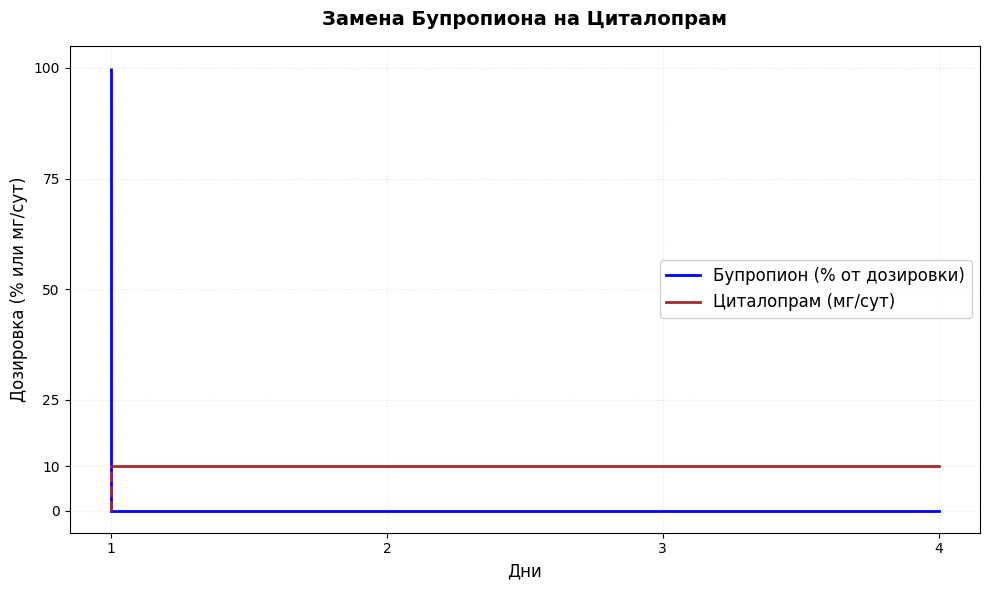 Замена Бупропиона на Циталопрам
Дозировка (% или мг/сут)
100
75
50
25
10
0
Бупропион (% от дозировки)
Циталопрам (мг/сут)
1 2 3 4
Дни